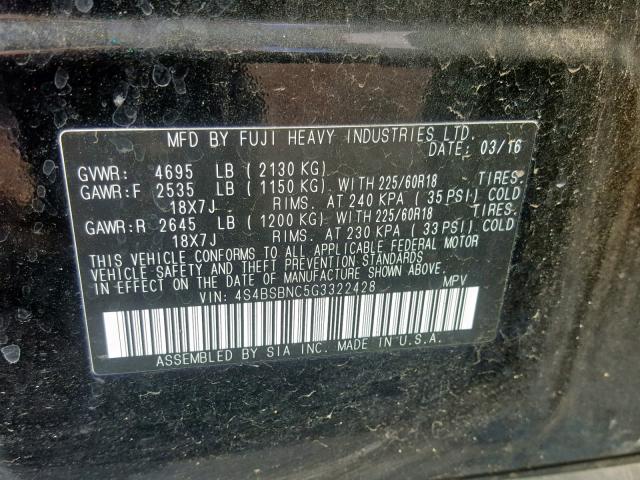 MFD BY FUJI HEAVY INDUSTRIES LTD.
DATE: 03/16
GVWR: 4695 LB ( 2130 KG)
GAWR:F 2535 LB ( 1150 KG) WITH 225/60R18 TIRES.
18X7J RIMS. AT 240 KPA ( 35 PSI) COLD
GAWR:R 2645 LB ( 1200 KG) WITH 225/60R18 TIRES.
18X7J RIMS. AT 230 KPA ( 33 PSI) COLD
THIS VEHICLE CONFORMS TO ALL APPLICABLE FEDERAL MOTOR
VEHICLE SAFETY AND THEFT PREVENTION STANDARDS
IN EFFECT ON THE DATE OF MANUFACTURE SHOWN ABOVE.
VIN: 4S4BSBNC5G3322428 MPV
ASSEMBLED BY SIA INC. MADE IN U.S.A.